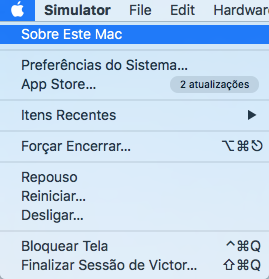 Simulator File Edit Hardware
Sobre Este Mac
Preferências do Sistema...
App Store... 2 atualizações
Itens Recentes
Forçar Encerrar... ⌥⌘⎋
Repouso
Reiniciar...
Desligar...
Bloquear Tela ^⌘Q
Finalizar Sessão de Victor... ⇧⌘Q